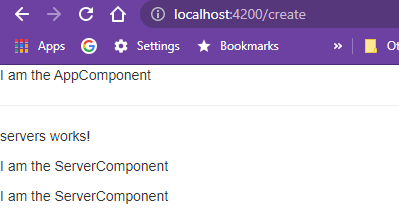 localhost:4200/create
Apps Settings Bookmarks » Ot
I am the AppComponent
servers works!
I am the ServerComponent
I am the ServerComponent